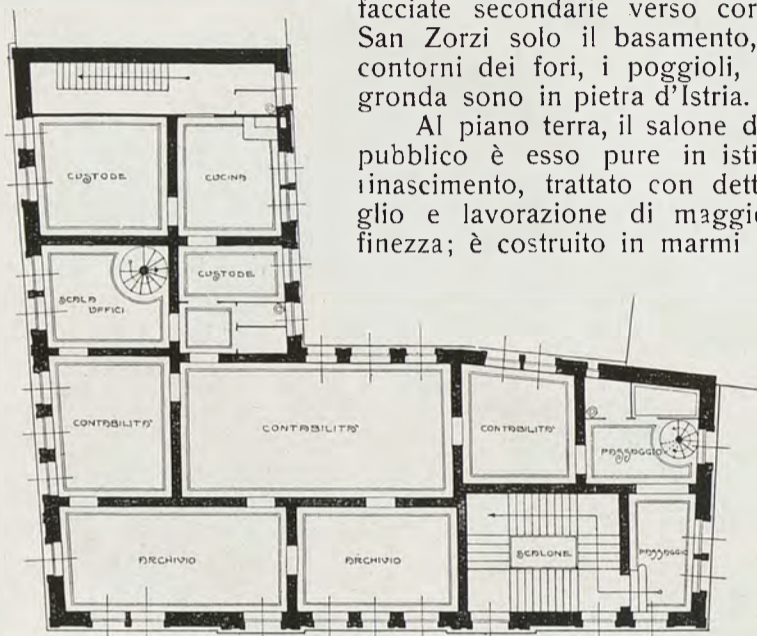 facciate secondarie verso cor
San Zorzi solo il basamento,
contorni dei fori, i poggioli,
gronda sono in pietra d'Istria.
Al piano terra, il salone d
pubblico è esso pure in isti
rinascimento, trattato con dett
glio e lavorazione di maggio
finezza; è costruito in marmi
CUSTODE
CUCINA
CUSTODE
SCALA
UFFICI
CONTABILITA'
CONTABILITA'
CONTABILITA'
PASSAGGIO
ARCHIVIO
ARCHIVIO
SCALONE
PASSAGGIO